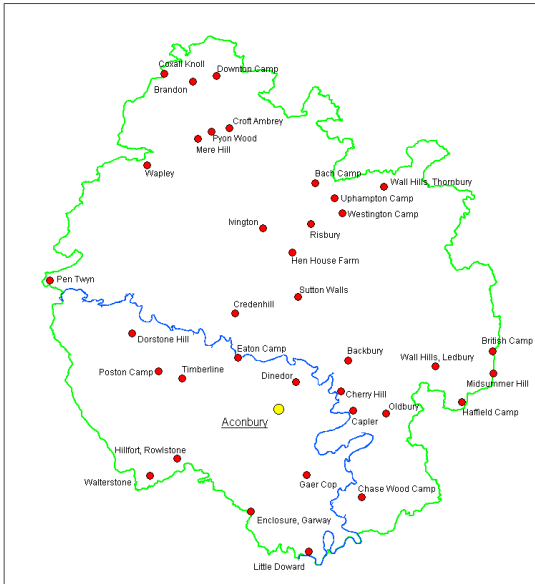 Coxall Knoll
Downton Camp
Brandon
Croft Ambrey
Pyon Wood
Mere Hill
Wapley
Bach Camp
Wall Hills, Thornbury
Uphampton Camp
Westington Camp
Ivington
Risbury
Hen House Farm
Pen Twyn
Sutton Walls
Credenhill
Dorstone Hill
Eaton Camp
Backbury
British Camp
Wall Hills, Ledbury
Poston Camp
Timberline
Dinedor
Midsummer Hill
Cherry Hill
Haffield Camp
Oldbury
Capler
Aconbury
Hillfort, Rowlstone
Walterstone
Gaer Cop
Chase Wood Camp
Enclosure, Garway
Little Doward